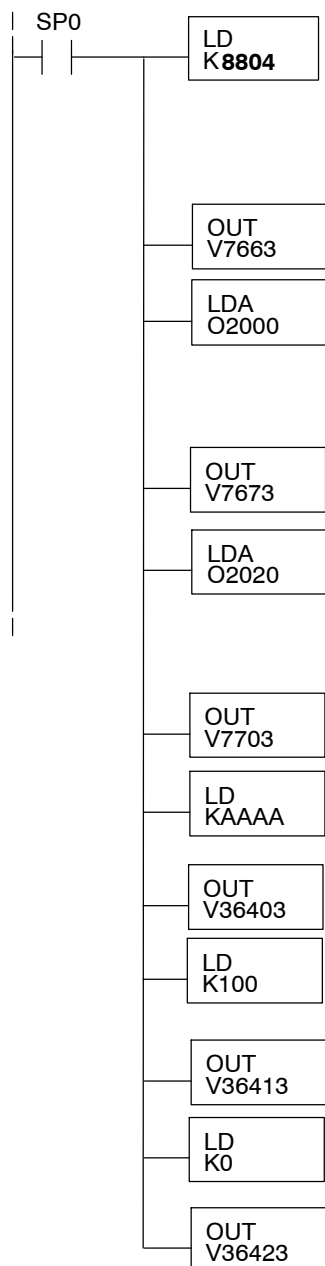 SP0
LD
K8804
OUT
V7663
LDA
O2000
OUT
V7673
LDA
O2020
OUT
V7703
LD
KAAAA
OUT
V36403
LD
K100
OUT
V36413
LD
K0
OUT
V36423